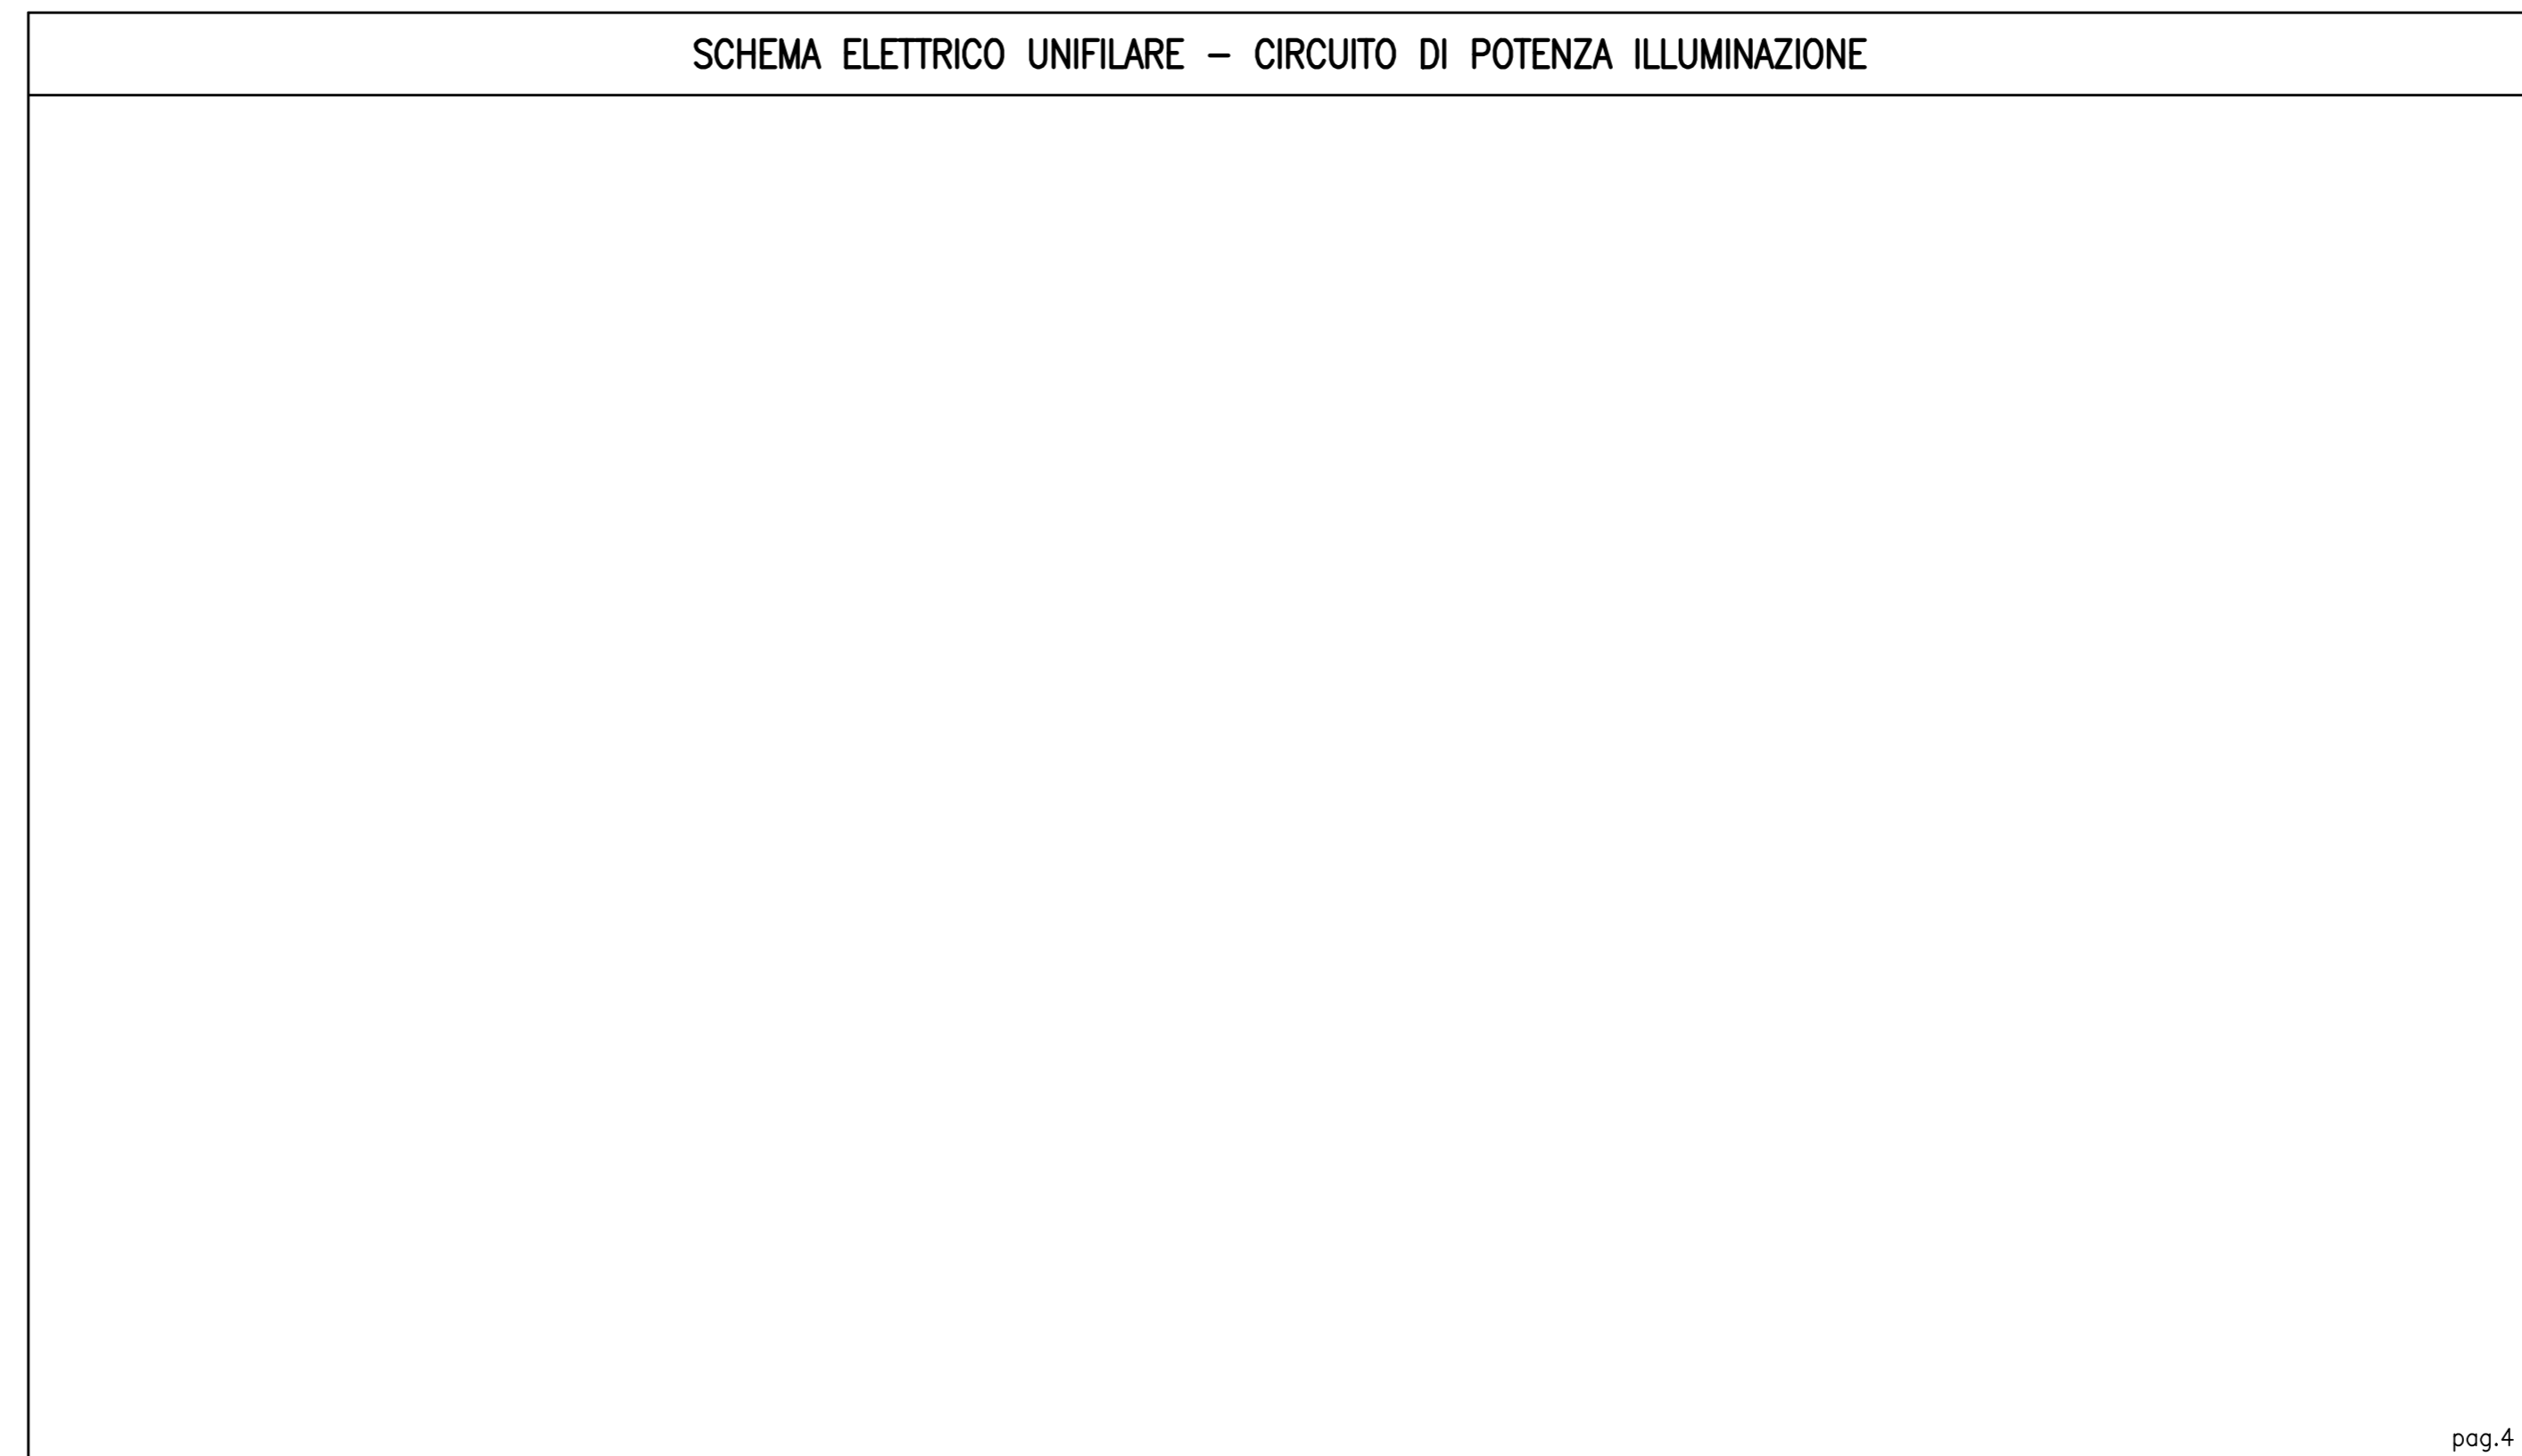 SCHEMA ELETTRICO UNIFILARE – CIRCUITO DI POTENZA ILLUMINAZIONE
pag.4